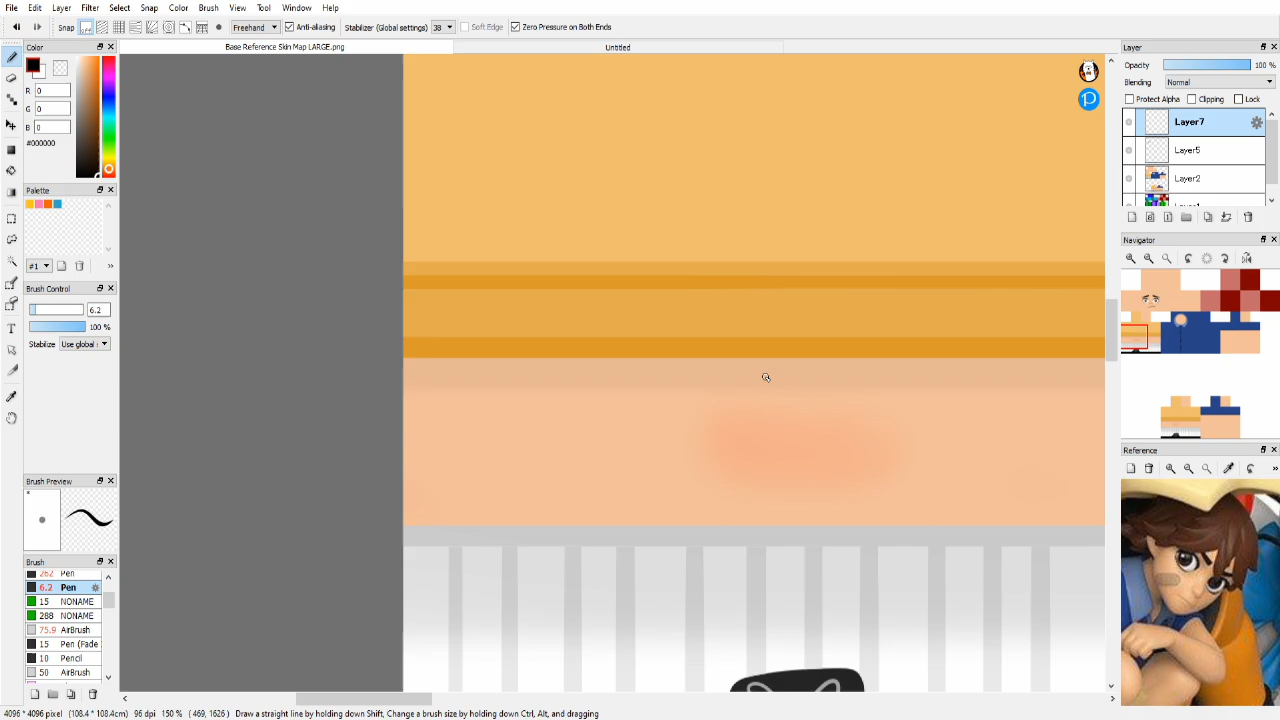 File Edit Layer Filter Select Snap Color Brush View Tool Window Help
Snap Freehand Anti-aliasing Stabilizer (Global settings) 38 Soft Edge Zero Pressure on Both Ends
Color
Base Reference Skin Map LARGE.png
Untitled
Layer
R 0
G 0
B 0
#000000
Opacity 100 %
Blending Normal
Protect Alpha Clipping Lock
Layer7
Layer5
Layer2
Palette
#1
Navigator
Brush Control
6.2
100 %
Stabilize Use global
Brush Preview
Reference
Brush
262 Pen
6.2 Pen
15 NONAME
288 NONAME
75.9 AirBrush
15 Pen (Fade
10 Pencil
50 AirBrush
4096 * 4096 pixel (108.4 * 108.4cm) 96 dpi 150 % ( 469, 1626 ) Draw a straight line by holding down Shift, Change a brush size by holding down Ctrl, Alt, and dragging